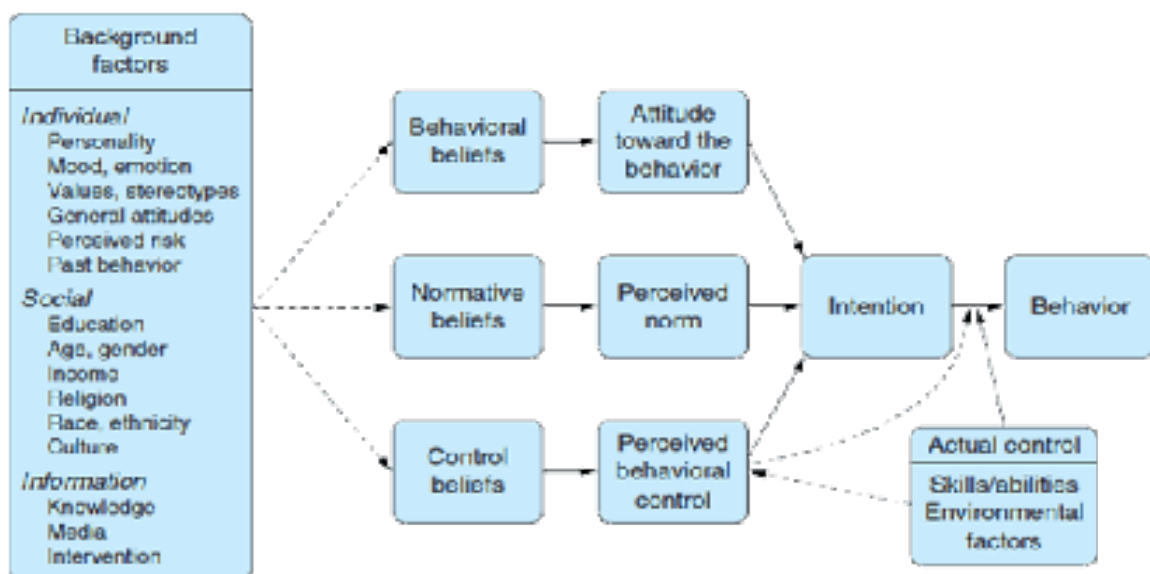 Background
factors
Individual
Personality
Mood, emotion
Values, stereotypes
General attitudes
Perceived risk
Past behavior
Social
Education
Age, gender
Income
Religion
Race, ethnicity
Culture
Information
Knowledge
Media
Intervention
Behavioral
beliefs
Attitude
toward the
behavior
Normative
beliefs
Perceived
norm
Intention
Behavior
Control
beliefs
Perceived
behavioral
control
Actual control
Skills/abilities
Environmental
factors